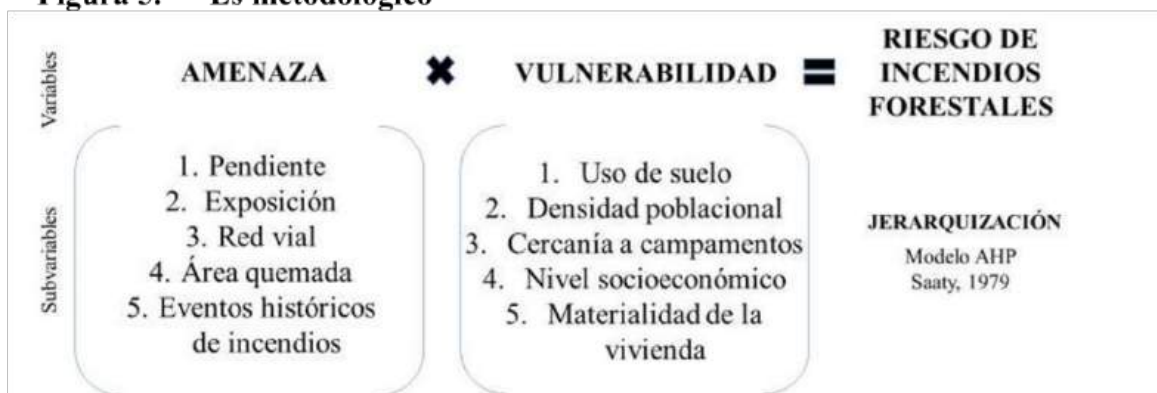 Variables
AMENAZA
✖
VULNERABILIDAD
=
RIESGO DE
INCENDIOS
FORESTALES
Subvariables
1. Pendiente
2. Exposición
3. Red vial
4. Área quemada
5. Eventos históricos
de incendios
1. Uso de suelo
2. Densidad poblacional
3. Cercanía a campamentos
4. Nivel socioeconómico
5. Materialidad de la
vivienda
JERARQUIZACIÓN
Modelo AHP
Saaty, 1979